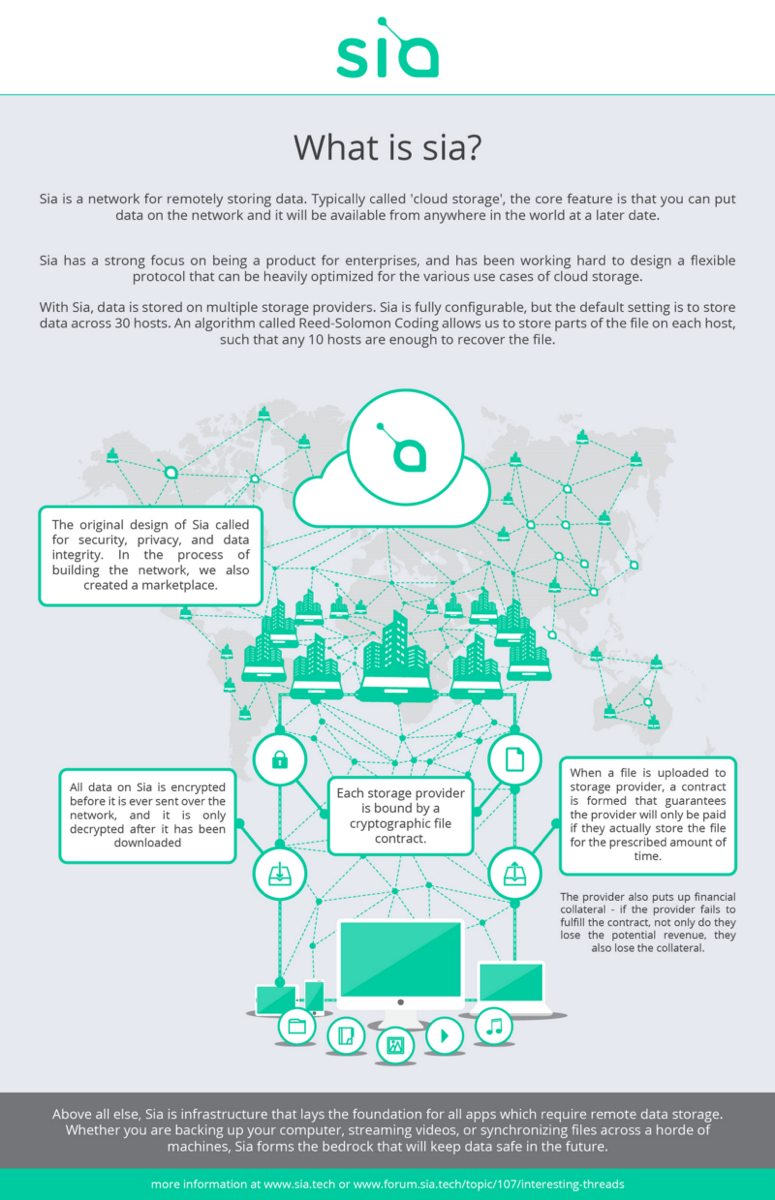 sia
What is sia?
Sia is a network for remotely storing data. Typically called 'cloud storage', the core feature is that you can put
data on the network and it will be available from anywhere in the world at a later date.
Sia has a strong focus on being a product for enterprises, and has been working hard to design a flexible
protocol that can be heavily optimized for the various use cases of cloud storage.
With Sia, data is stored on multiple storage providers. Sia is fully configurable, but the default setting is to store
data across 30 hosts. An algorithm called Reed-Solomon Coding allows us to store parts of the file on each host,
such that any 10 hosts are enough to recover the file.
The original design of Sia called
for security, privacy, and data
integrity. In the process of
building the network, we also
created a marketplace.
All data on Sia is encrypted
before it is ever sent over the
network, and it is only
decrypted after it has been
downloaded
Each storage provider
is bound by a
cryptographic file
contract.
When a file is uploaded to
storage provider, a contract
is formed that guarantees
the provider will only be paid
if they actually store the file
for the prescribed amount of
time.
The provider also puts up financial
collateral - if the provider fails to
fulfill the contract, not only do they
lose the potential revenue, they
also lose the collateral.
Above all else, Sia is infrastructure that lays the foundation for all apps which require remote data storage.
Whether you are backing up your computer, streaming videos, or synchronizing files across a horde of
machines, Sia forms the bedrock that will keep data safe in the future.
more information at www.sia.tech or www.forum.sia.tech/topic/107/interesting-threads